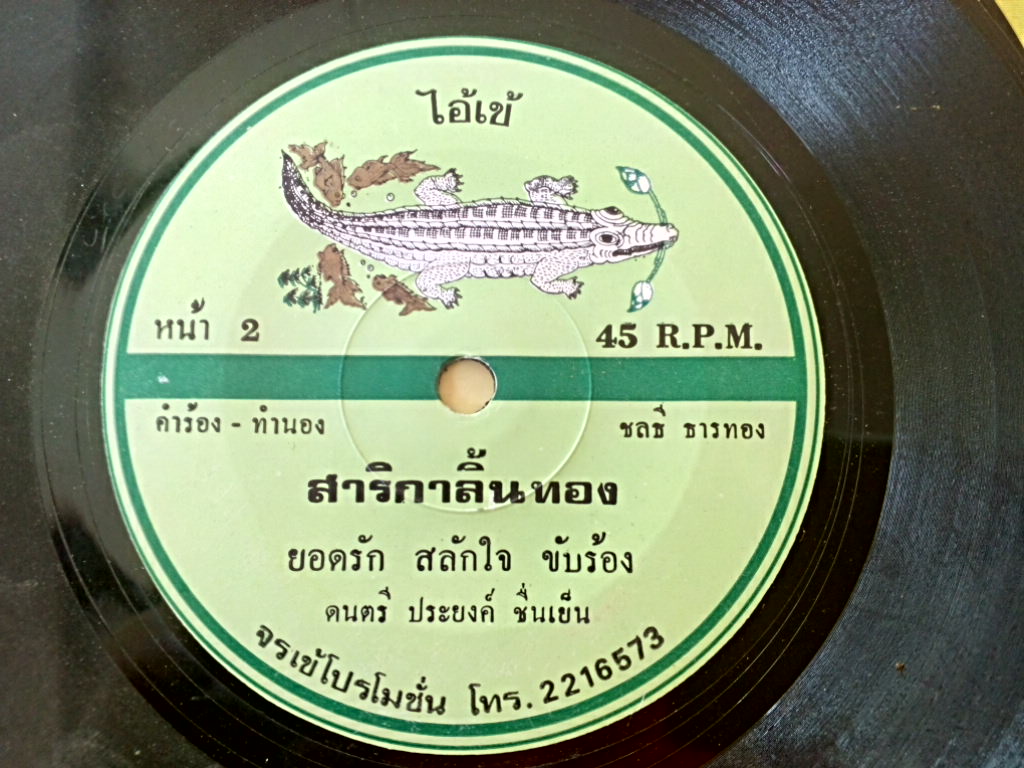 ไอ้เข้
หน้า 2 45 R.P.M.
คำร้อง - ทำนอง ชลธี ธารทอง
สาริกาลิ้นทอง
ยอดรัก สลักใจ ขับร้อง
ดนตรี ประยงค์ ชื่นเย็น
จรเข้โปรโมชั่น โทร. 2216573